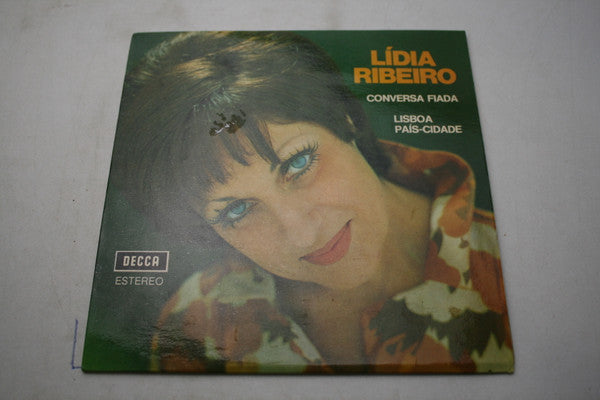 LÍDIA
RIBEIRO
CONVERSA FIADA
LISBOA
PAÍS-CIDADE
DECCA
ESTEREO